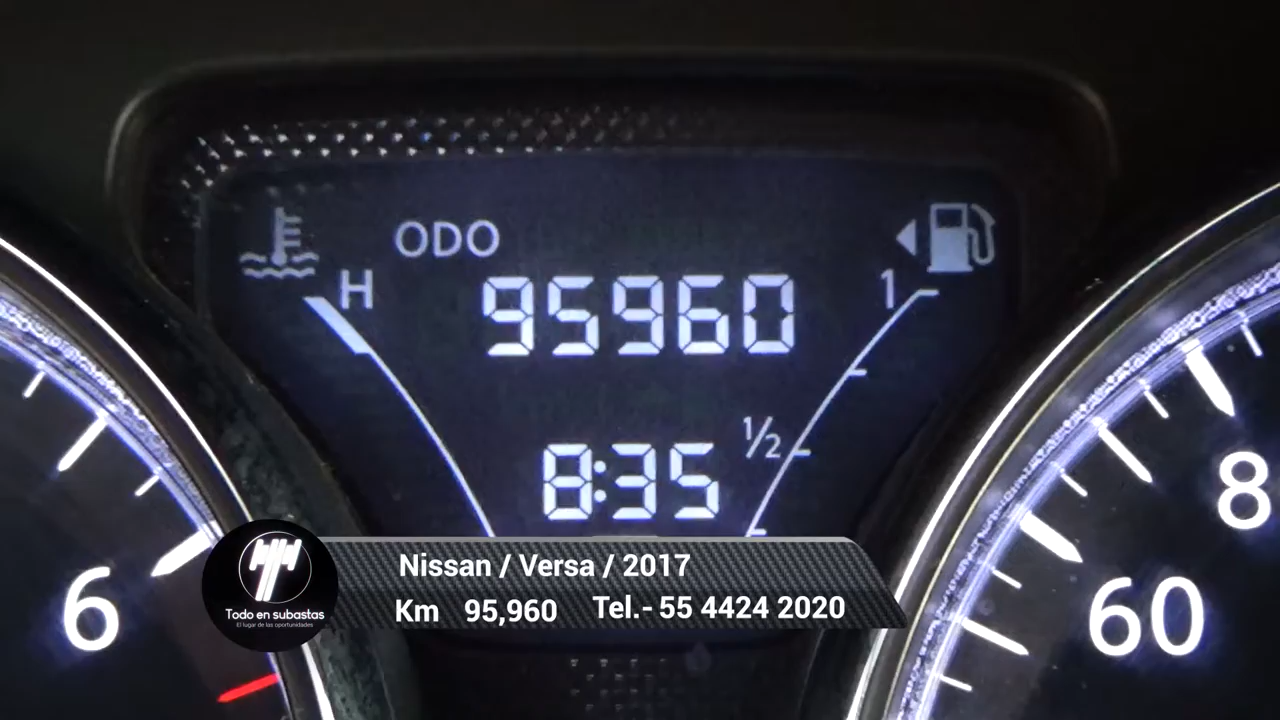 ODO
H
95960
1
1/2
8:35
8
6
60
Nissan / Versa / 2017
Km 95,960 Tel.- 55 4424 2020
Todo en subastas
El lugar de las oportunidades